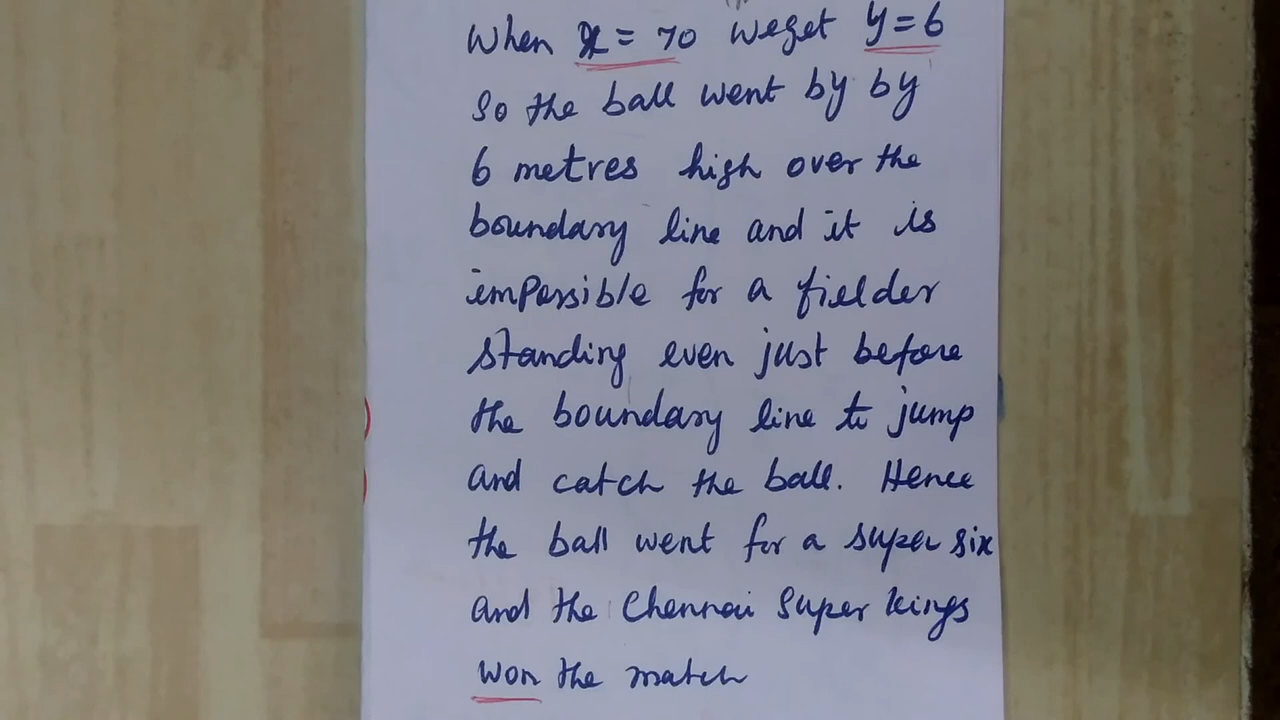 When x = 70 we get y = 6
So the ball went by by
6 metres high over the
boundary line and it is
impossible for a fielder
standing even just before
the boundary line to jump
and catch the ball. Hence
the ball went for a super six
and the Chennai Super kings
won the match